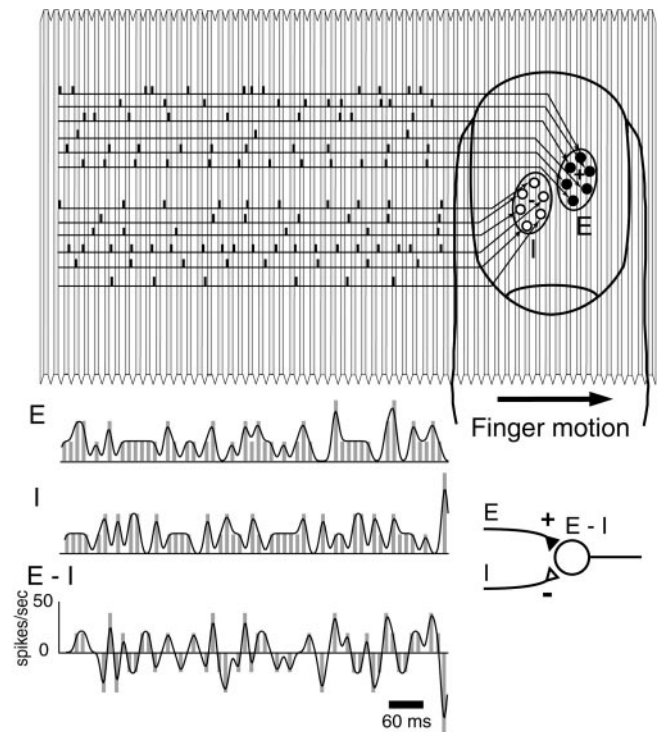 +
-
E
I
Finger motion
E
I
E - I
50
0
spikes/sec
60 ms
E
+
E - I
I
-